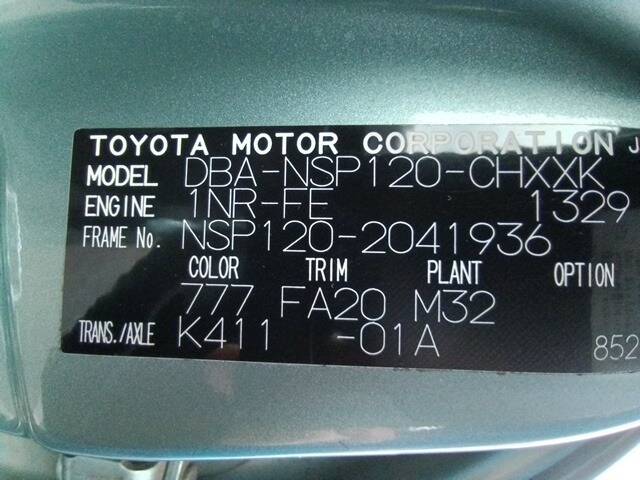 TOYOTA MOTOR CORPORATION J
MODEL DBA-NSP120-CHXXK
ENGINE 1NR-FE 1329
FRAME No. NSP120-2041936
COLOR TRIM PLANT OPTION
777 FA20 M32
TRANS./AXLE K411 -01A
852